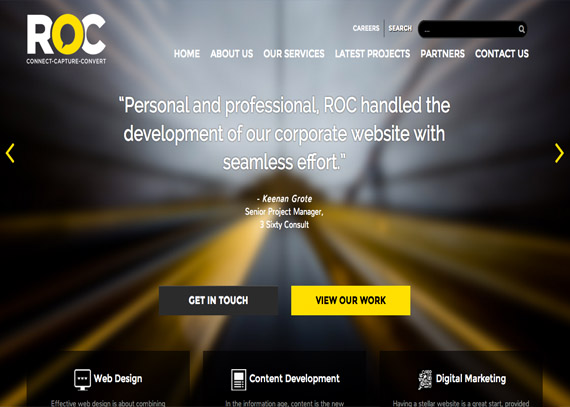 ROC
CONNECT-CAPTURE-CONVERT
CAREERS SEARCH ...
HOME ABOUT US OUR SERVICES LATEST PROJECTS PARTNERS CONTACT US
“Personal and professional, ROC handled the
development of our corporate website with
seamless effort.”
- Keenan Grote
Senior Project Manager,
3 Sixty Consult
GET IN TOUCH VIEW OUR WORK
Web Design Content Development Digital Marketing
Effective web design is about combining In the information age, content is the new Having a stellar website is a great start, provided